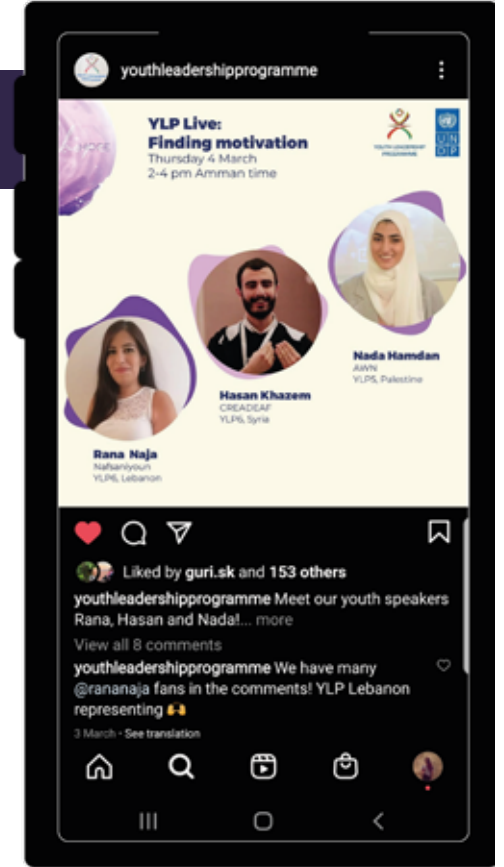 youthleadershipprogramme
MORE
YLP Live:
Finding motivation
Thursday 4 March
2-4 pm Amman time
YOUTH LEADERSHIP
PROGRAMME
U N
D P
Nada Hamdan
AWN
YLP5, Palestine
Hasan Khazem
CREADEAF
YLP6, Syria
Rana Naja
Nafsaniyoun
YLP6, Lebanon
Liked by guri.sk and 153 others
youthleadershipprogramme Meet our youth speakers
Rana, Hasan and Nada!... more
View all 8 comments
youthleadershipprogramme We have many
@rananaja fans in the comments! YLP Lebanon
representing 🙌
3 March · See translation